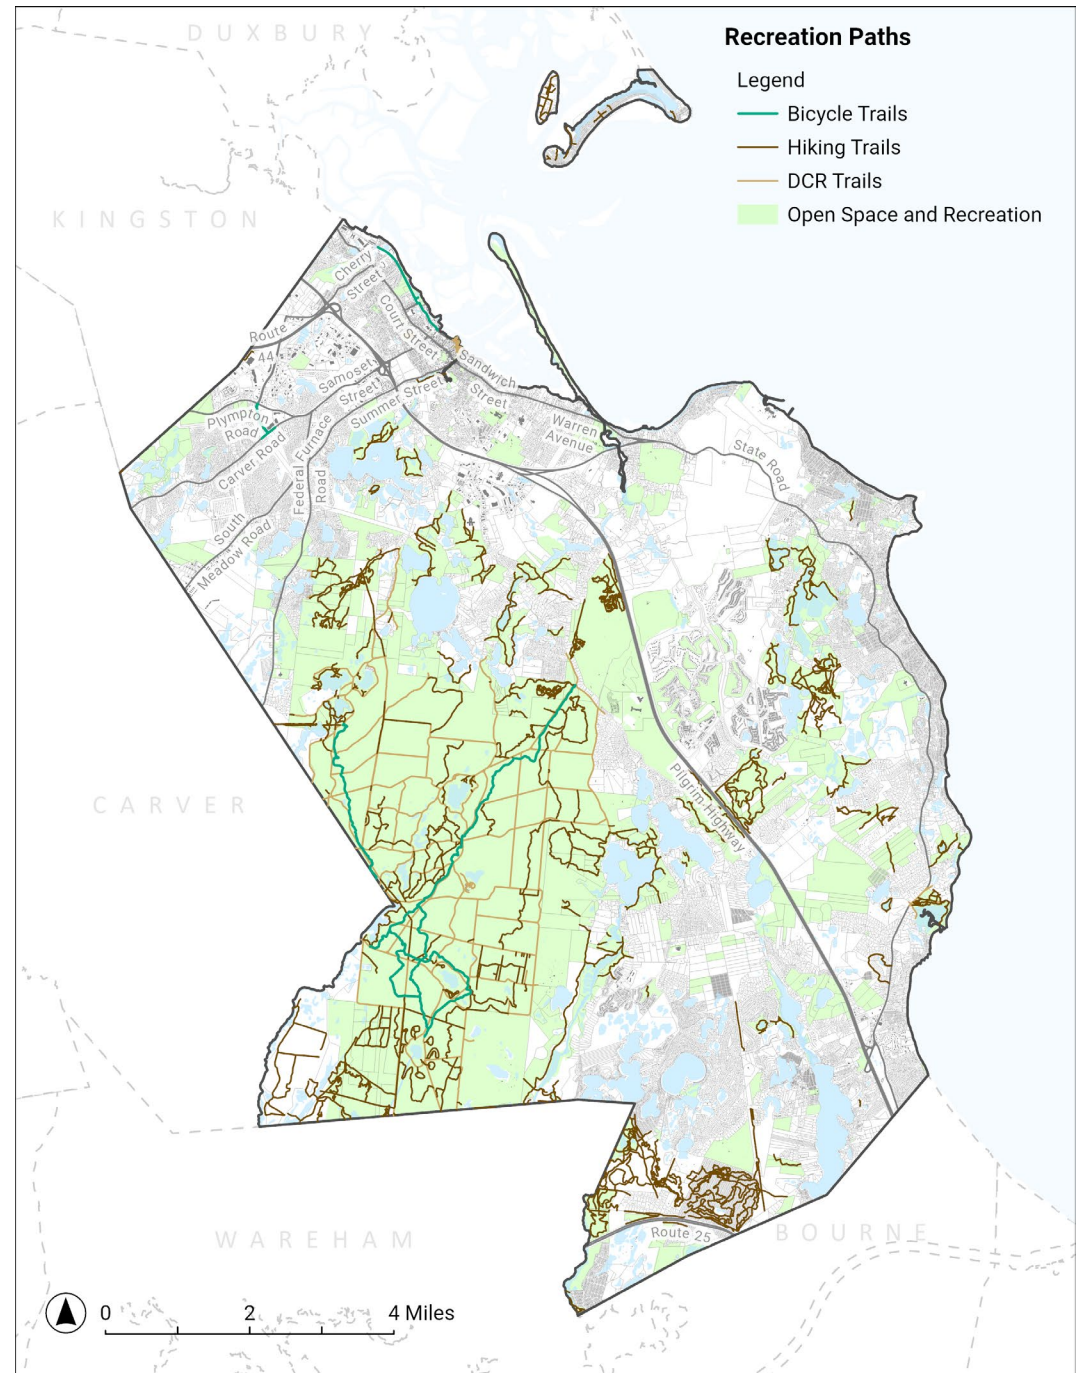 DUXBURY
Recreation Paths
Legend
Bicycle Trails
Hiking Trails
DCR Trails
Open Space and Recreation
KINGSTON
Cherry
Street
Court Street
Route
44
Samoset
Street
Sandwich
Street
Summer Street
Plympton
Road
Carver Road
Federal Furnace
Road
Warren
Avenue
State Road
South
Meadow Road
Pilgrim Highway
CARVER
WAREHAM
BOURNE
Route 25
0 2 4 Miles